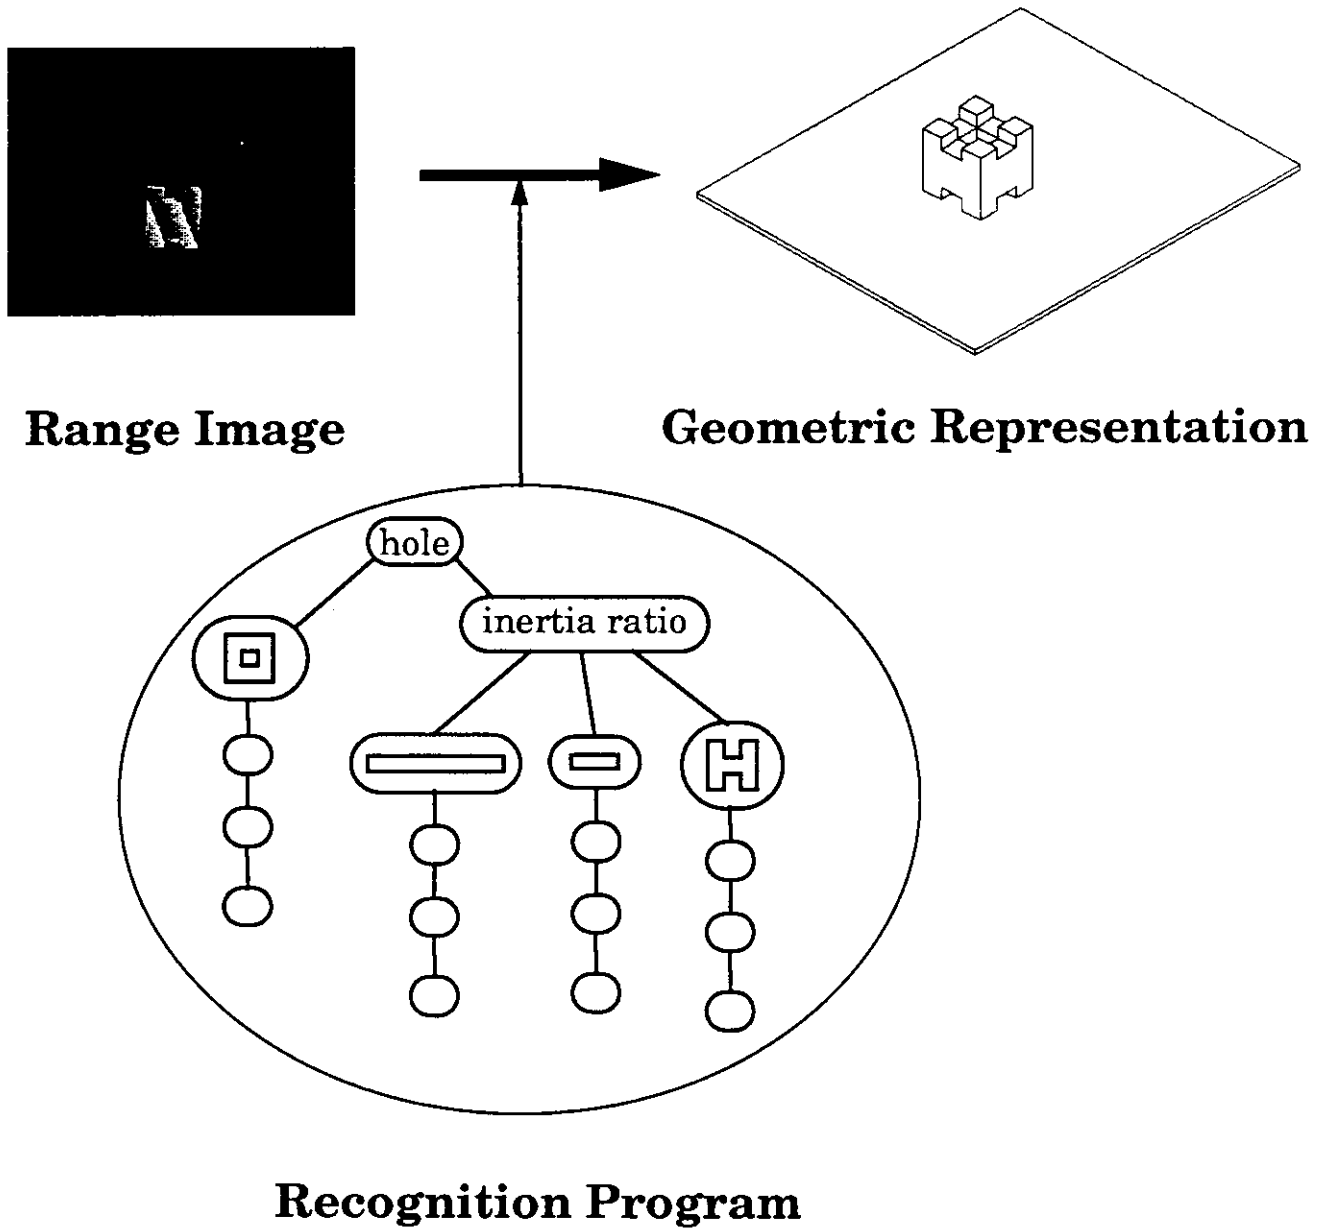 Range Image
Geometric Representation
hole
inertia ratio
Recognition Program